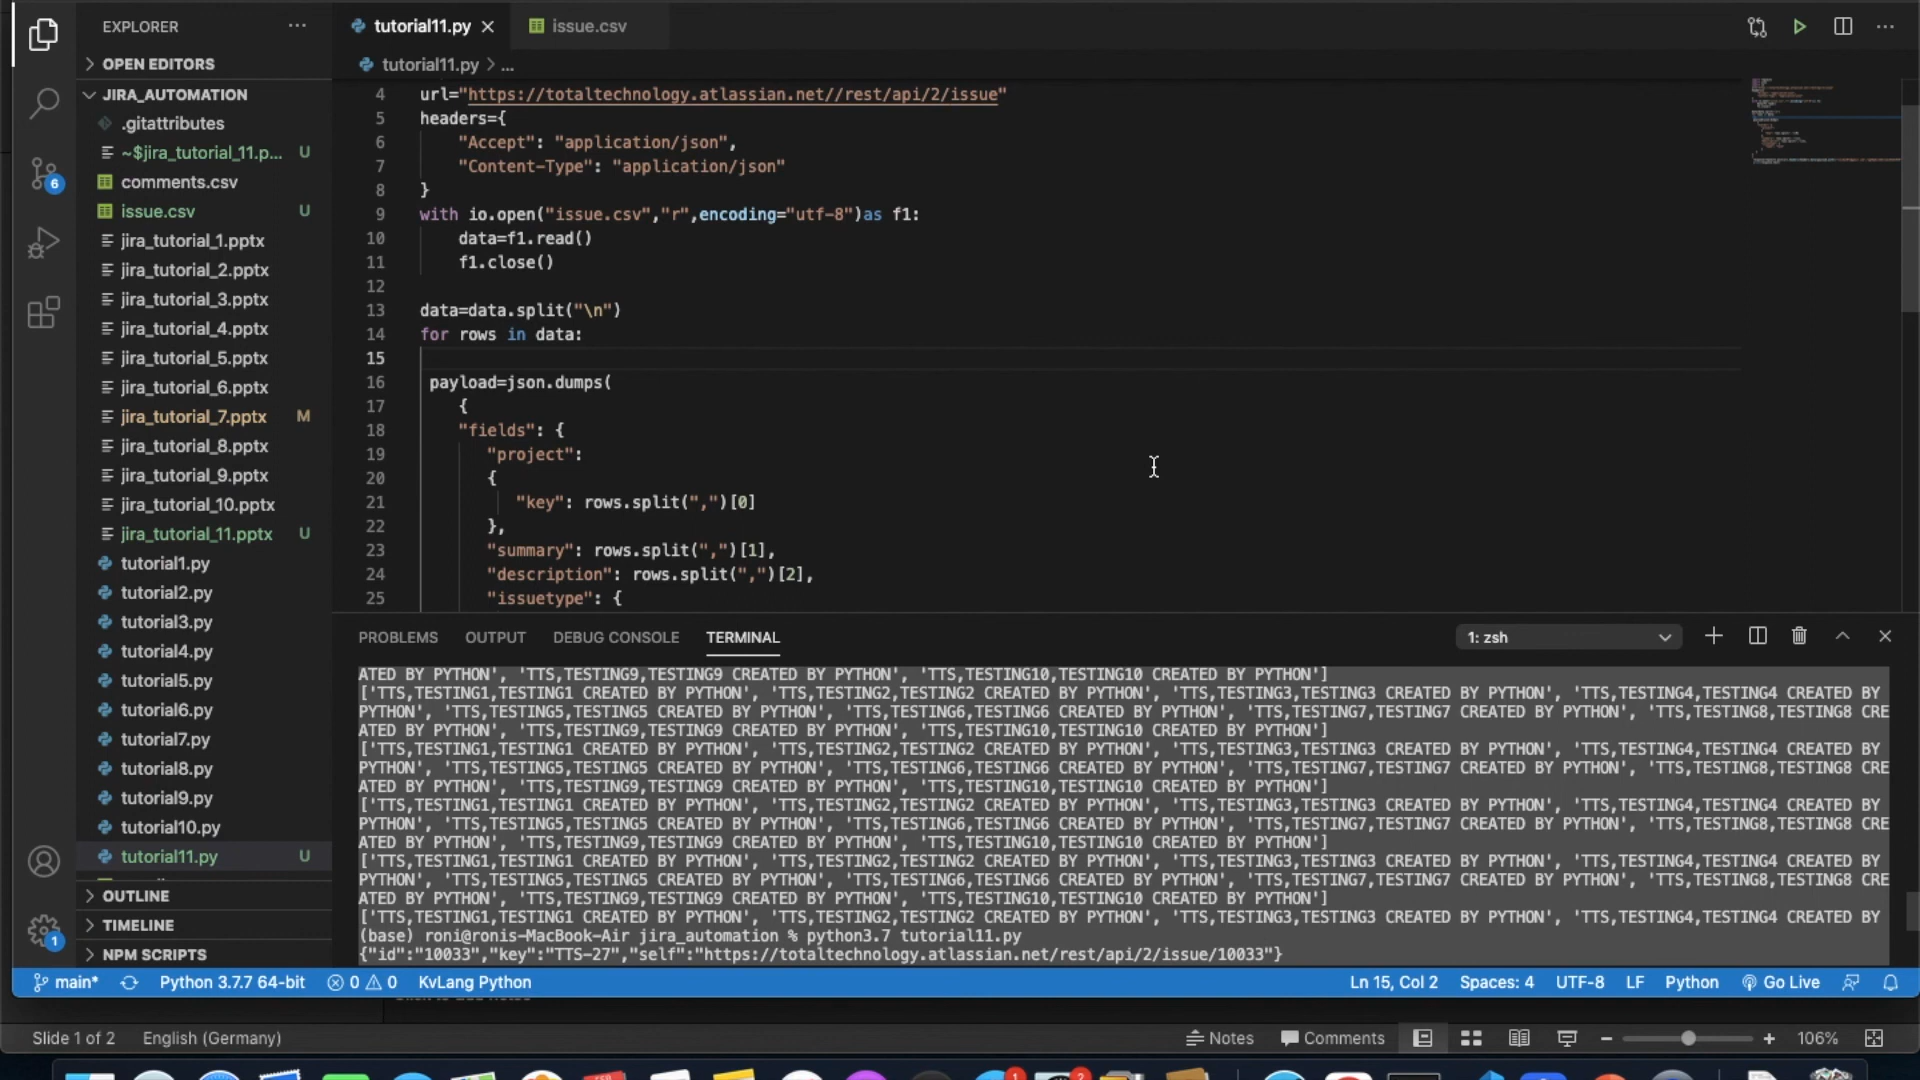 EXPLORER
OPEN EDITORS
JIRA_AUTOMATION
.gitattributes
~$jira_tutorial_11.p... U
comments.csv
issue.csv U
jira_tutorial_1.pptx
jira_tutorial_2.pptx
jira_tutorial_3.pptx
jira_tutorial_4.pptx
jira_tutorial_5.pptx
jira_tutorial_6.pptx
jira_tutorial_7.pptx M
jira_tutorial_8.pptx
jira_tutorial_9.pptx
jira_tutorial_10.pptx
jira_tutorial_11.pptx U
tutorial1.py
tutorial2.py
tutorial3.py
tutorial4.py
tutorial5.py
tutorial6.py
tutorial7.py
tutorial8.py
tutorial9.py
tutorial10.py
tutorial11.py U
OUTLINE
TIMELINE
NPM SCRIPTS
6
1
tutorial11.py issue.csv
tutorial11.py > ...
4 url="https://totaltechnology.atlassian.net//rest/api/2/issue"
5 headers={
6 "Accept": "application/json",
7 "Content-Type": "application/json"
8 }
9 with io.open("issue.csv","r",encoding="utf-8")as f1:
10 data=f1.read()
11 f1.close()
12
13 data=data.split("\n")
14 for rows in data:
15
16 payload=json.dumps(
17 {
18 "fields": {
19 "project":
20 {
21 "key": rows.split(",")[0]
22 },
23 "summary": rows.split(",")[1],
24 "description": rows.split(",")[2],
25 "issuetype": {
PROBLEMS OUTPUT DEBUG CONSOLE TERMINAL 1: zsh
ATED BY PYTHON', 'TTS,TESTING9,TESTING9 CREATED BY PYTHON', 'TTS,TESTING10,TESTING10 CREATED BY PYTHON']
['TTS,TESTING1,TESTING1 CREATED BY PYTHON', 'TTS,TESTING2,TESTING2 CREATED BY PYTHON', 'TTS,TESTING3,TESTING3 CREATED BY PYTHON', 'TTS,TESTING4,TESTING4 CREATED BY
PYTHON', 'TTS,TESTING5,TESTING5 CREATED BY PYTHON', 'TTS,TESTING6,TESTING6 CREATED BY PYTHON', 'TTS,TESTING7,TESTING7 CREATED BY PYTHON', 'TTS,TESTING8,TESTING8 CRE
ATED BY PYTHON', 'TTS,TESTING9,TESTING9 CREATED BY PYTHON', 'TTS,TESTING10,TESTING10 CREATED BY PYTHON']
['TTS,TESTING1,TESTING1 CREATED BY PYTHON', 'TTS,TESTING2,TESTING2 CREATED BY PYTHON', 'TTS,TESTING3,TESTING3 CREATED BY PYTHON', 'TTS,TESTING4,TESTING4 CREATED BY
PYTHON', 'TTS,TESTING5,TESTING5 CREATED BY PYTHON', 'TTS,TESTING6,TESTING6 CREATED BY PYTHON', 'TTS,TESTING7,TESTING7 CREATED BY PYTHON', 'TTS,TESTING8,TESTING8 CRE
ATED BY PYTHON', 'TTS,TESTING9,TESTING9 CREATED BY PYTHON', 'TTS,TESTING10,TESTING10 CREATED BY PYTHON']
['TTS,TESTING1,TESTING1 CREATED BY PYTHON', 'TTS,TESTING2,TESTING2 CREATED BY PYTHON', 'TTS,TESTING3,TESTING3 CREATED BY PYTHON', 'TTS,TESTING4,TESTING4 CREATED BY
PYTHON', 'TTS,TESTING5,TESTING5 CREATED BY PYTHON', 'TTS,TESTING6,TESTING6 CREATED BY PYTHON', 'TTS,TESTING7,TESTING7 CREATED BY PYTHON', 'TTS,TESTING8,TESTING8 CRE
ATED BY PYTHON', 'TTS,TESTING9,TESTING9 CREATED BY PYTHON', 'TTS,TESTING10,TESTING10 CREATED BY PYTHON']
['TTS,TESTING1,TESTING1 CREATED BY PYTHON', 'TTS,TESTING2,TESTING2 CREATED BY PYTHON', 'TTS,TESTING3,TESTING3 CREATED BY PYTHON', 'TTS,TESTING4,TESTING4 CREATED BY
PYTHON', 'TTS,TESTING5,TESTING5 CREATED BY PYTHON', 'TTS,TESTING6,TESTING6 CREATED BY PYTHON', 'TTS,TESTING7,TESTING7 CREATED BY PYTHON', 'TTS,TESTING8,TESTING8 CRE
ATED BY PYTHON', 'TTS,TESTING9,TESTING9 CREATED BY PYTHON', 'TTS,TESTING10,TESTING10 CREATED BY PYTHON']
['TTS,TESTING1,TESTING1 CREATED BY PYTHON', 'TTS,TESTING2,TESTING2 CREATED BY PYTHON', 'TTS,TESTING3,TESTING3 CREATED BY PYTHON', 'TTS,TESTING4,TESTING4 CREATED BY
(base) roni@ronis-MacBook-Air jira_automation % python3.7 tutorial11.py
{"id":"10033","key":"TTS-27","self":"https://totaltechnology.atlassian.net/rest/api/2/issue/10033"}
main* Python 3.7.7 64-bit 0 0 KvLang Python Ln 15, Col 2 Spaces: 4 UTF-8 LF Python Go Live
Slide 1 of 2 English (Germany) Notes Comments 106%
1 2